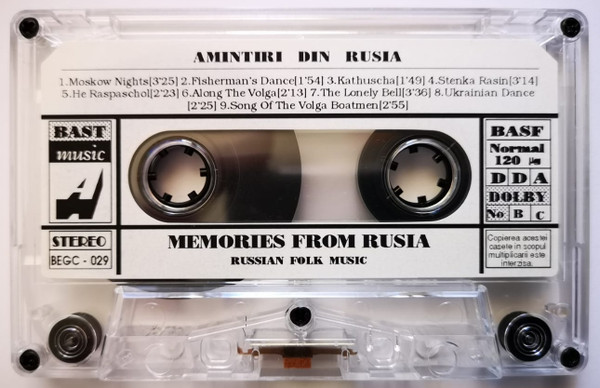 AMINTIRI DIN RUSIA
1.Moskow Nights[3'25] 2.Fisherman's Dance[1'54] 3.Kathuscha[1'49] 4.Stenka Rasin[3'14]
5.He Raspaschol[2'23] 6.Along The Volga[2'13] 7.The Lonely Bell[3'36] 8.Ukrainian Dance
[2'25] 9.Song Of The Volga Boatmen[2'55]
BAST
music
A
STEREO
BEGC - 029
BASF
Normal
120 µs
DDA
DOLBY
No B C
MEMORIES FROM RUSIA
RUSSIAN FOLK MUSIC
Copierea acestei
casete in scopul
multiplicarii este
interzisa.